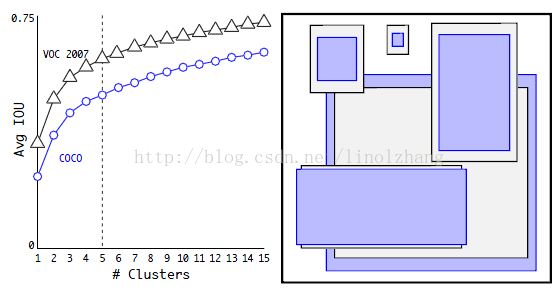 0.75
VOC 2007
COCO
Avg IOU
0
1 2 3 4 5 6 7 8 9 10 11 12 13 14 15
# Clusters
http://blog.csdn.net/linolzhang